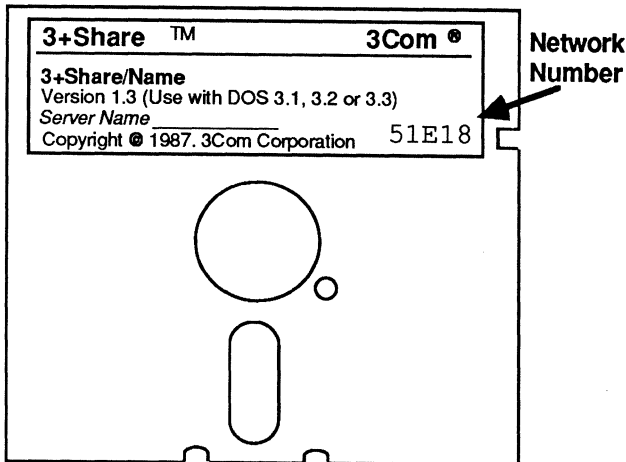 3+Share TM 3Com ®
3+Share/Name
Version 1.3 (Use with DOS 3.1, 3.2 or 3.3)
Server Name
Copyright @ 1987. 3Com Corporation 51E18
Network
Number